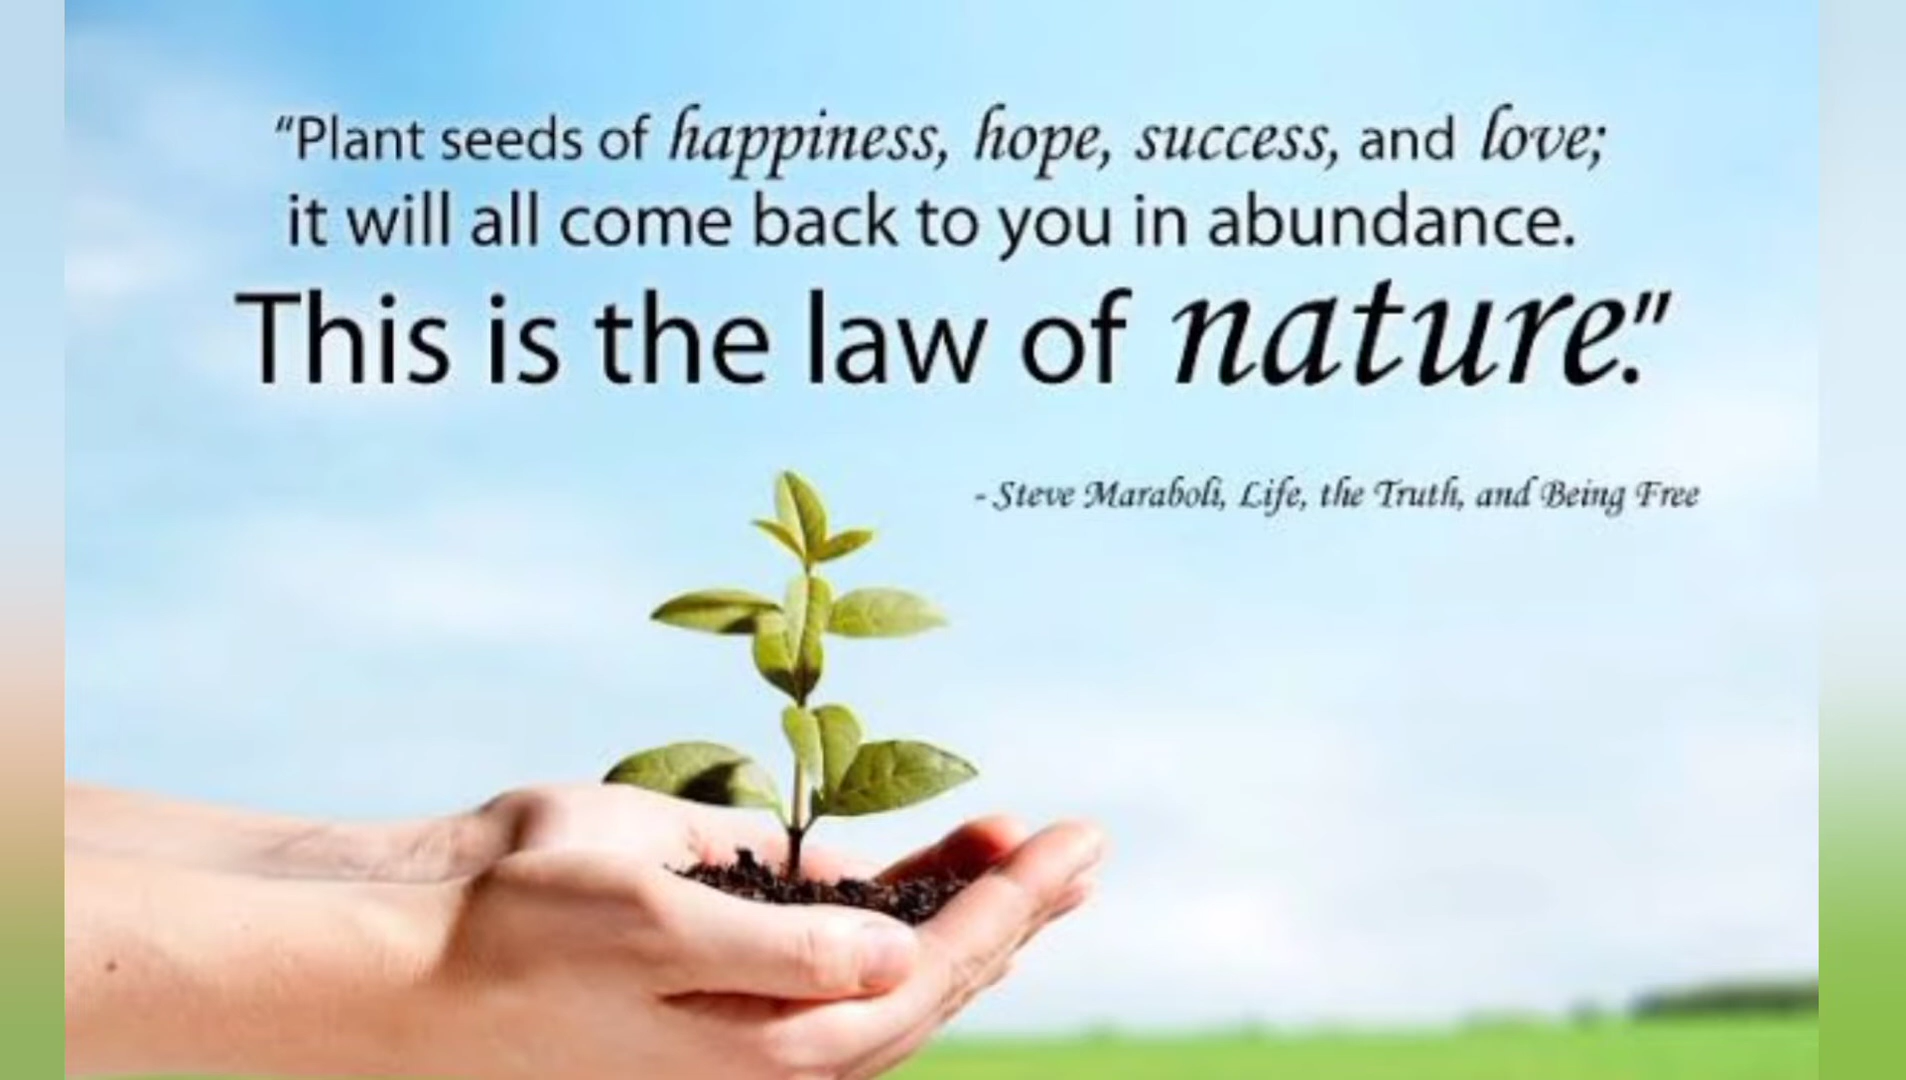 “Plant seeds of happiness, hope, success, and love;
it will all come back to you in abundance.
This is the law of nature.”
- Steve Maraboli, Life, the Truth, and Being Free